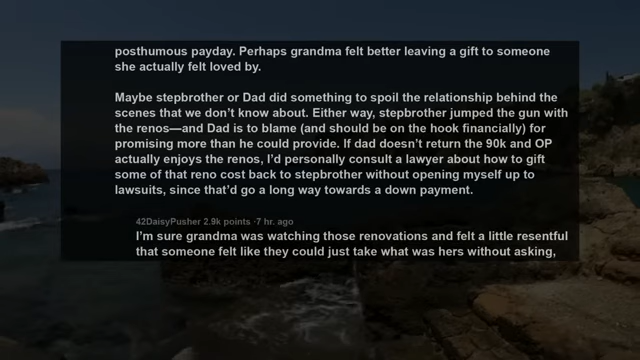 posthumous payday. Perhaps grandma felt better leaving a gift to someone
she actually felt loved by.
Maybe stepbrother or Dad did something to spoil the relationship behind the
scenes that we don’t know about. Either way, stepbrother jumped the gun with
the renos—and Dad is to blame (and should be on the hook financially) for
promising more than he could provide. If dad doesn’t return the 90k and OP
actually enjoys the renos, I’d personally consult a lawyer about how to gift
some of that reno cost back to stepbrother without opening myself up to
lawsuits, since that’d go a long way towards a down payment.
42DaisyPusher 2.9k points ·7 hr. ago
I’m sure grandma was watching those renovations and felt a little resentful
that someone felt like they could just take what was hers without asking,